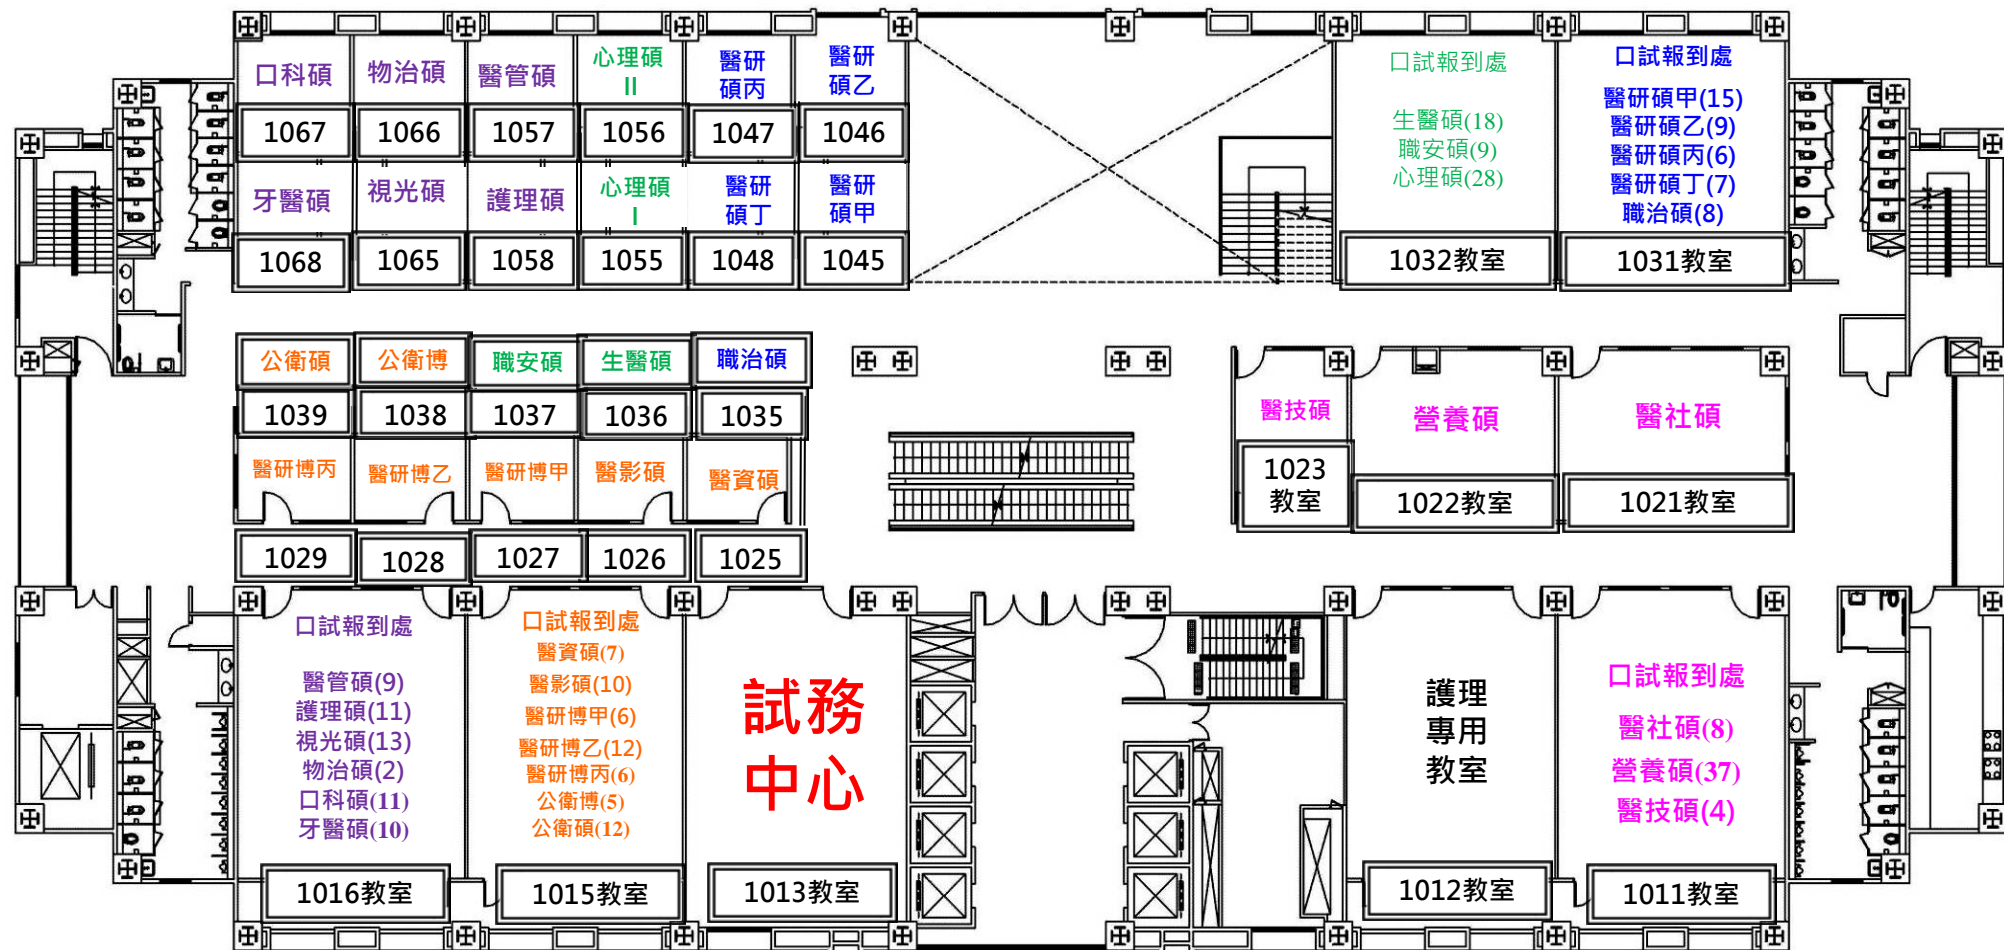 口科碩
物治碩
醫管碩
心理碩
II
醫研
碩丙
醫研
碩乙
1067
1066
1057
1056
1047
1046
牙醫碩
視光碩
護理碩
心理碩
I
醫研
碩丁
醫研
碩甲
1068
1065
1058
1055
1048
1045
口試報到處
生醫碩(18)
職安碩(9)
心理碩(28)
1032教室
口試報到處
醫研碩甲(15)
醫研碩乙(9)
醫研碩丙(6)
醫研碩丁(7)
職治碩(8)
1031教室
公衛碩
公衛博
職安碩
生醫碩
職治碩
1039
1038
1037
1036
1035
醫研博丙
醫研博乙
醫研博甲
醫影碩
醫資碩
1029
1028
1027
1026
1025
醫技碩
1023
教室
營養碩
1022教室
醫社碩
1021教室
口試報到處
醫管碩(9)
護理碩(11)
視光碩(13)
物治碩(2)
口科碩(11)
牙醫碩(10)
1016教室
口試報到處
醫資碩(7)
醫影碩(10)
醫研博甲(6)
醫研博乙(12)
醫研博丙(6)
公衛博(5)
公衛碩(12)
1015教室
試務
中心
1013教室
護理
專用
教室
1012教室
口試報到處
醫社碩(8)
營養碩(37)
醫技碩(4)
1011教室